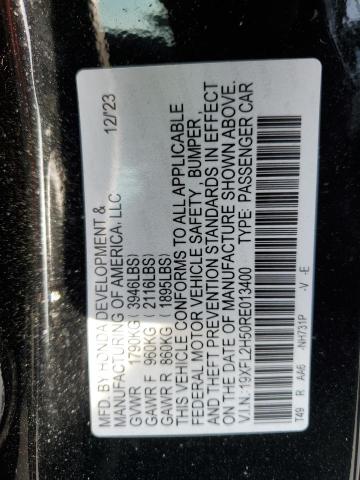 MFD. BY HONDA DEVELOPMENT &
MANUFACTURING OF AMERICA, LLC 12/'23
GVWR 1790KG (3946LBS)
GAWR F 960KG (2116LBS)
GAWR R 860KG (1895LBS)
THIS VEHICLE CONFORMS TO ALL APPLICABLE
FEDERAL MOTOR VEHICLE SAFETY, BUMPER,
AND THEFT PREVENTION STANDARDS IN EFFECT
ON THE DATE OF MANUFACTURE SHOWN ABOVE.
V.I.N.: 19XFL2H50RE013400 TYPE: PASSENGER CAR
T49 R AA6 -NH731P -V -E